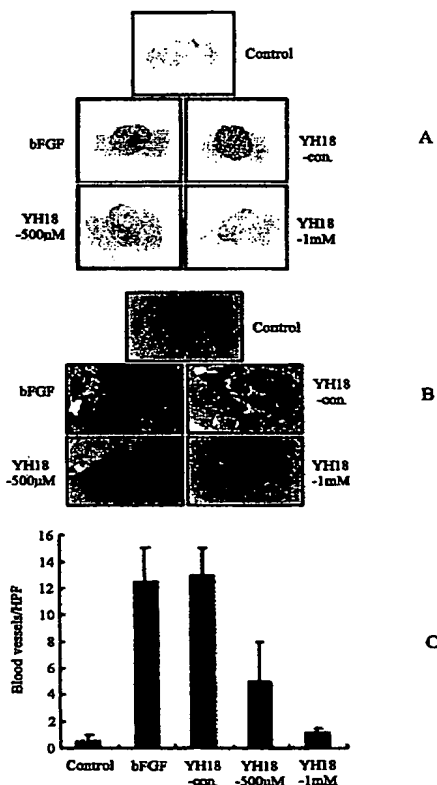 Control
A
bFGF
YH18
-con.
YH18
-500μM
YH18
-1mM
Control
B
bFGF
YH18
-con.
YH18
-500μM
YH18
-1mM
C
Blood vessels/HPF
16
14
12
10
8
6
4
2
0
Control
bFGF
YH18
-con.
YH18
-500μM
YH18
-1mM